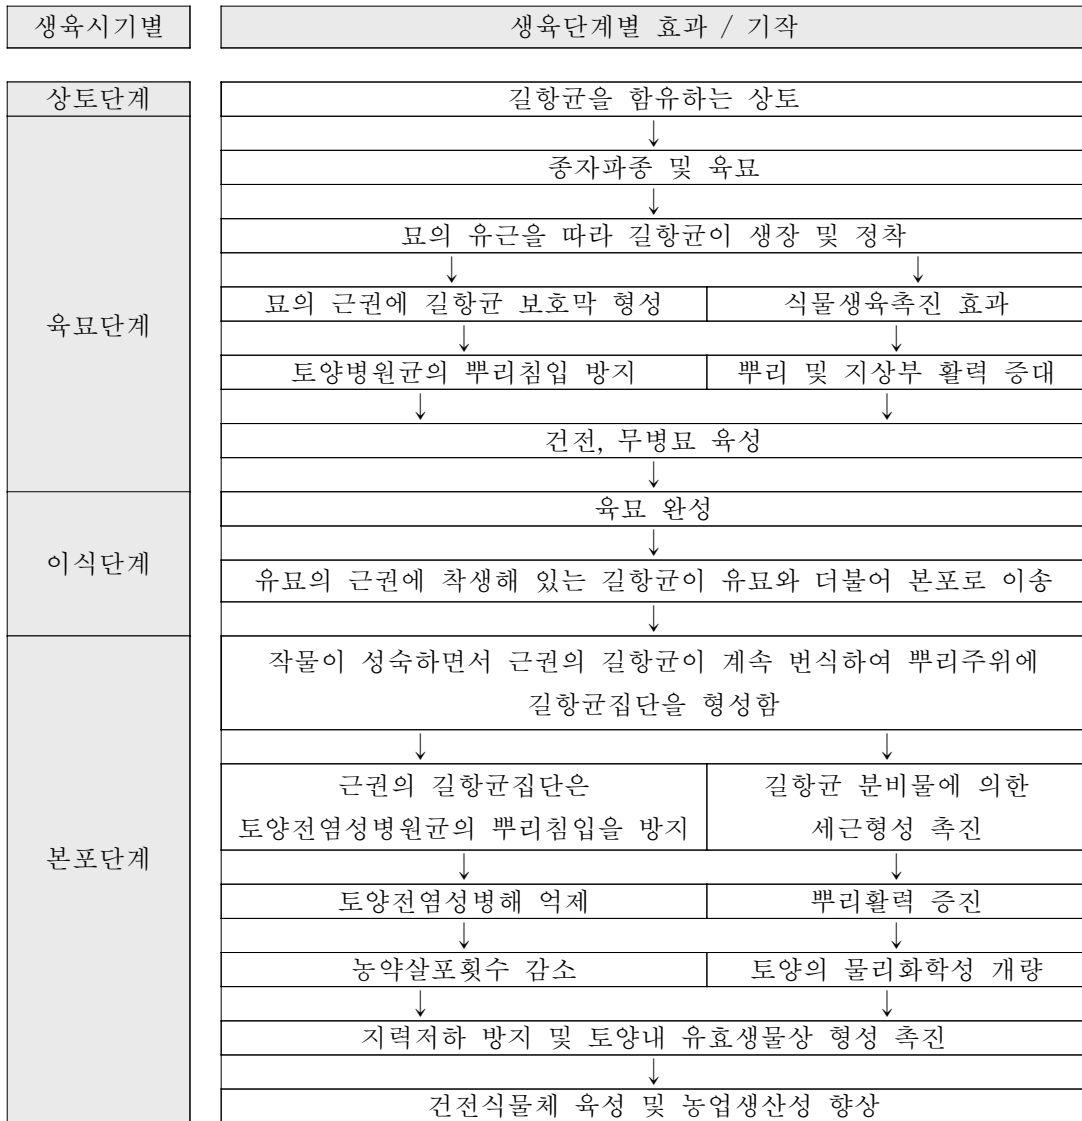 생육시기별
생육단계별 효과 / 기작
상토단계
길항균을 함유하는 상토
↓
육묘단계
종자파종 및 육묘
↓
묘의 유근을 따라 길항균이 생장 및 정착
↓ ↓
묘의 근권에 길항균 보호막 형성
식물생육촉진 효과
↓ ↓
토양병원균의 뿌리침입 방지
뿌리 및 지상부 활력 증대
↓ ↓
건전, 무병묘 육성
↓
이식단계
육묘 완성
↓
유묘의 근권에 착생해 있는 길항균이 유묘와 더불어 본포로 이송
↓
본포단계
작물이 성숙하면서 근권의 길항균이 계속 번식하여 뿌리주위에
길항균집단을 형성함
↓ ↓
근권의 길항균집단은
토양전염성병원균의 뿌리침입을 방지
길항균 분비물에 의한
세근형성 촉진
↓ ↓
토양전염성병해 억제
뿌리활력 증진
↓ ↓
농약살포횟수 감소
토양의 물리화학성 개량
↓ ↓
지력저하 방지 및 토양내 유효생물상 형성 촉진
↓
건전식물체 육성 및 농업생산성 향상